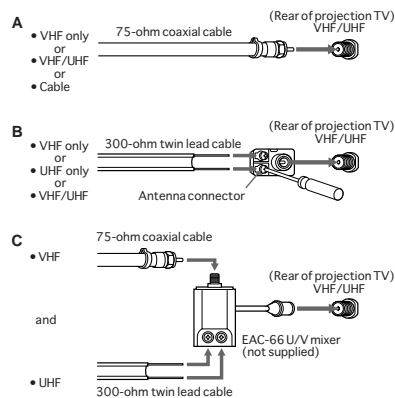 A
• VHF only
or
• VHF/UHF
or
• Cable
75-ohm coaxial cable
(Rear of projection TV)
VHF/UHF
B
• VHF only
or
• UHF only
or
• VHF/UHF
300-ohm twin lead cable
Antenna connector
(Rear of projection TV)
VHF/UHF
C
• VHF
and
• UHF
75-ohm coaxial cable
(Rear of projection TV)
VHF/UHF
EAC-66 U/V mixer
(not supplied)
300-ohm twin lead cable